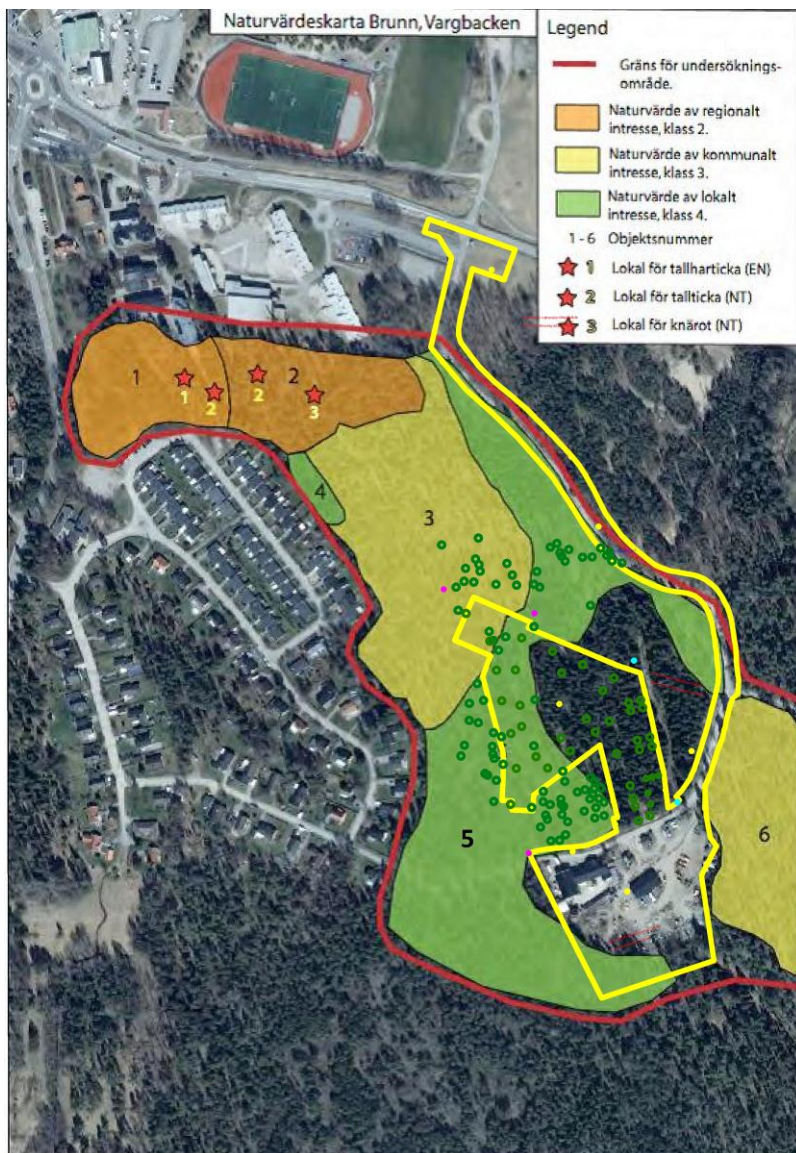 Naturvärdeskarta Brunn, Vargbacken
Legend
Gräns för undersöknings-
område.
Naturvärde av regionalt
intresse, klass 2.
Naturvärde av kommunalt
intresse, klass 3.
Naturvärde av lokalt
intresse, klass 4.
1 - 6 Objektsnummer
1 Lokal för tallharticka (EN)
2 Lokal för tallticka (NT)
3 Lokal för knärot (NT)
1
2
1
2
2
3
4
3
5
6